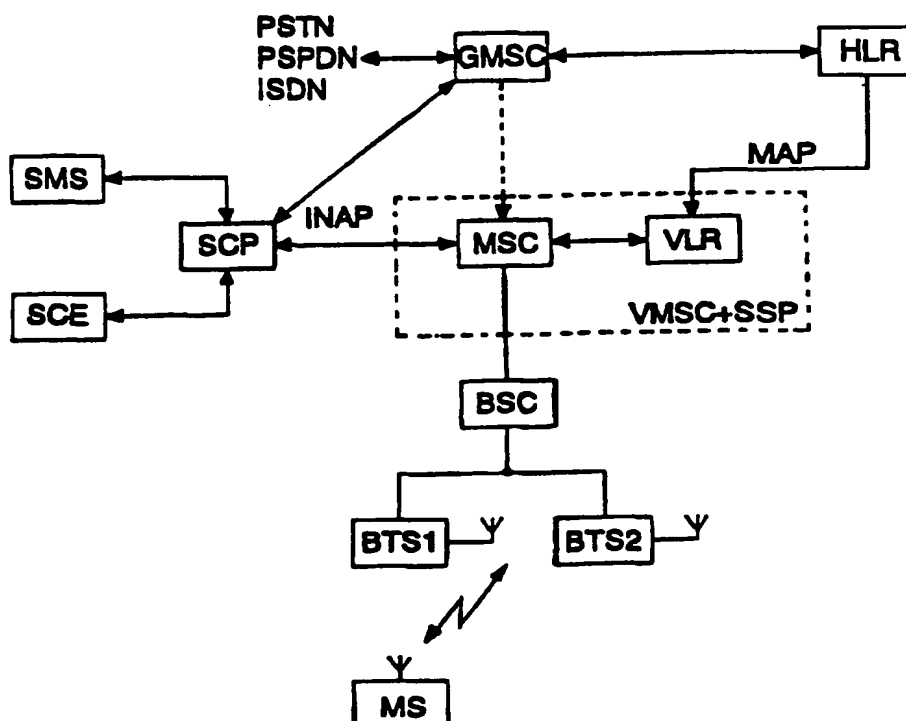 PSTN
PSPDN
ISDN
GMSC
HLR
MAP
SMS
INAP
SCP
MSC
VLR
SCE
VMSC+SSP
BSC
BTS1
BTS2
MS